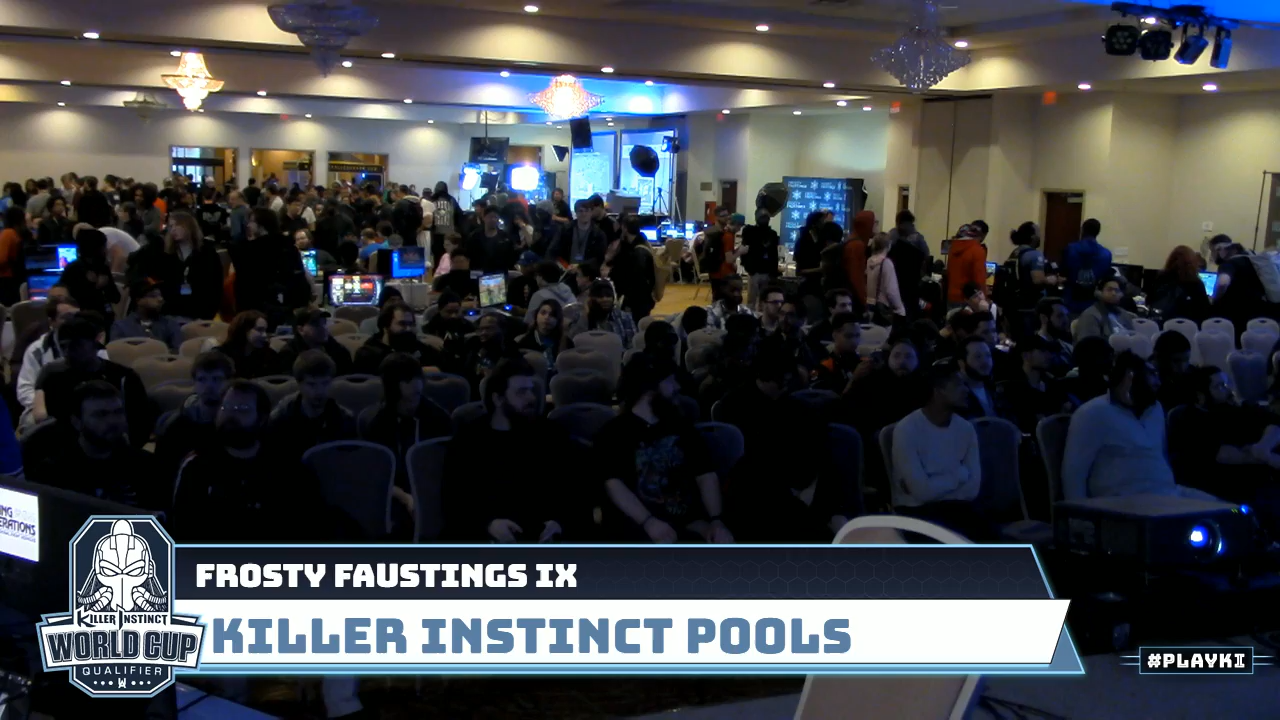 FROSTY FAUSTINGS IX
KILLER INSTINCT POOLS
KILLER INSTINCT
WORLD CUP
QUALIFIER
#PLAYKI